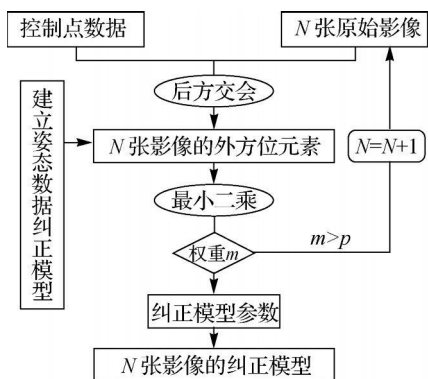 控制点数据
N张原始影像
后方交会
建立姿态数据纠正模型
N张影像的外方位元素
N=N+1
最小二乘
权重m
m>p
纠正模型参数
N张影像的纠正模型